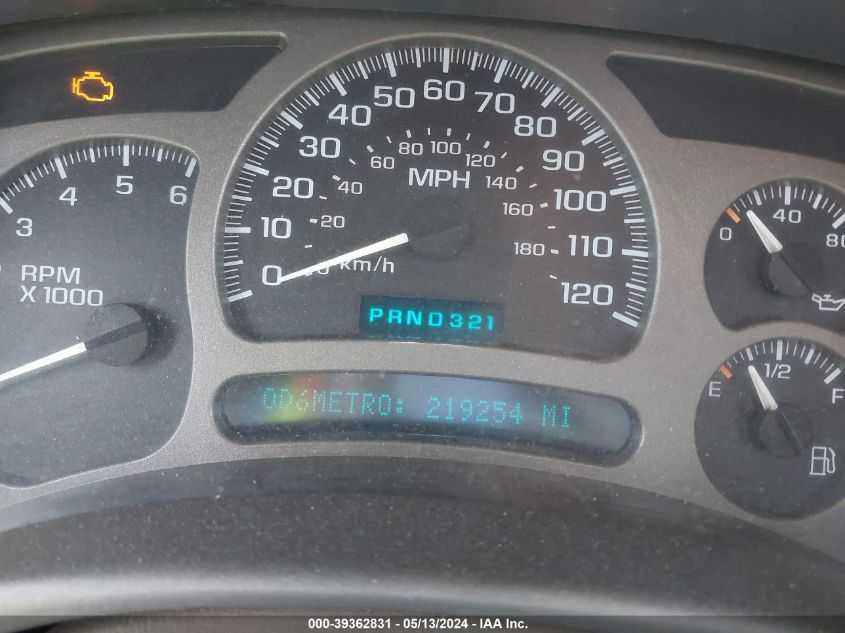 3 4 5 6
RPM
X 1000
0 10 20 30 40 50 60 70 80 90 100 110 120
MPH
20 40 60 80 100 120 140 160 180
km/h
PRND321
ODóMETRO: 219254 MI
0 40 80
E 1/2 F
000-39362831 - 05/13/2024 - IAA Inc.